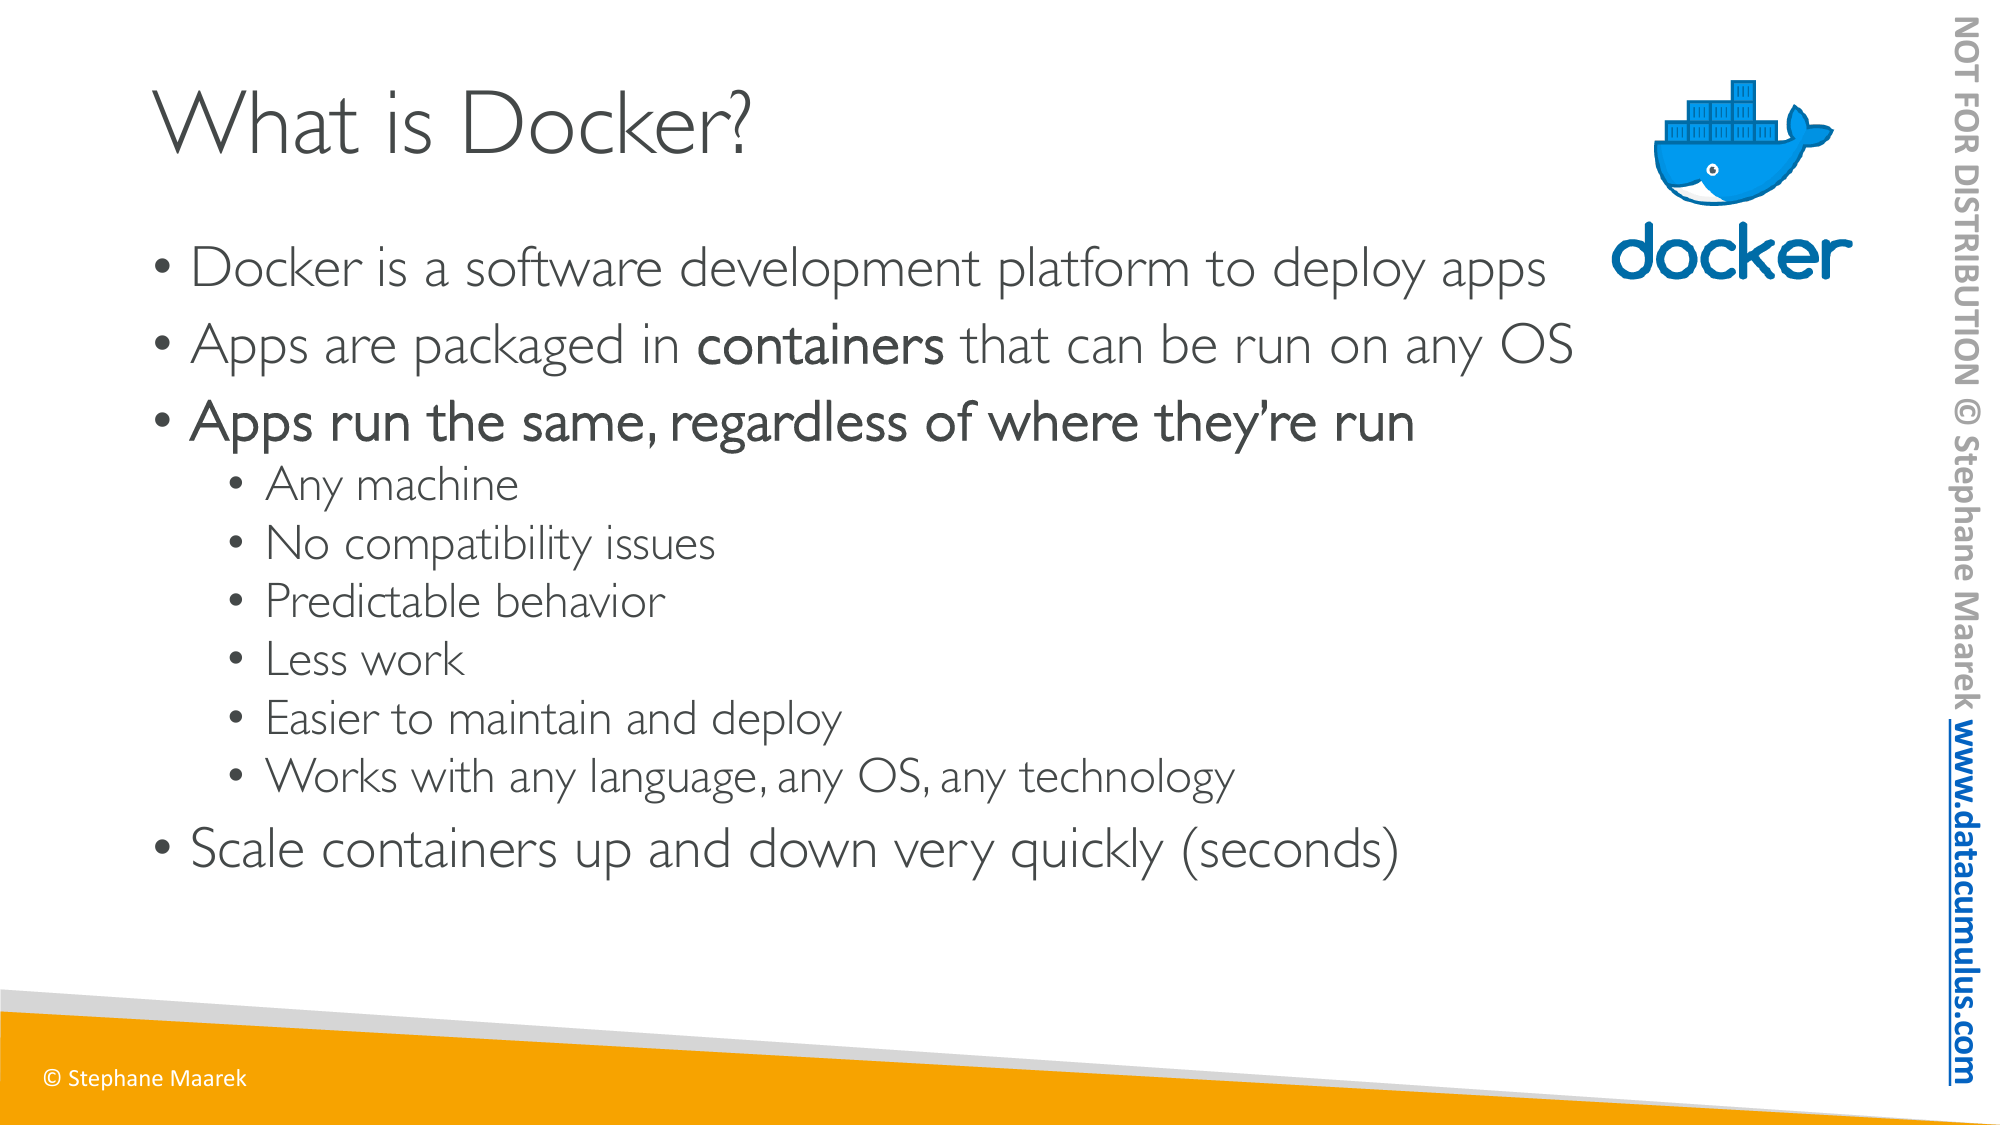 What is Docker?
docker
• Docker is a software development platform to deploy apps
• Apps are packaged in containers that can be run on any OS
• Apps run the same, regardless of where they’re run
• Any machine
• No compatibility issues
• Predictable behavior
• Less work
• Easier to maintain and deploy
• Works with any language, any OS, any technology
• Scale containers up and down very quickly (seconds)
© Stephane Maarek
NOT FOR DISTRIBUTION © Stephane Maarek www.datacumulus.com